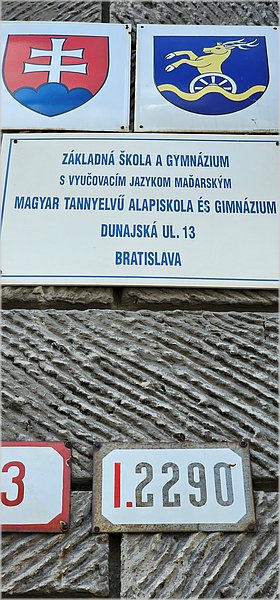 ZÁKLADNÁ ŠKOLA A GYMNÁZIUM
S VYUČOVACÍM JAZYKOM MAĎARSKÝM
MAGYAR TANNYELVŰ ALAPISKOLA ÉS GIMNÁZIUM
DUNAJSKÁ UL. 13
BRATISLAVA
3
I.2290